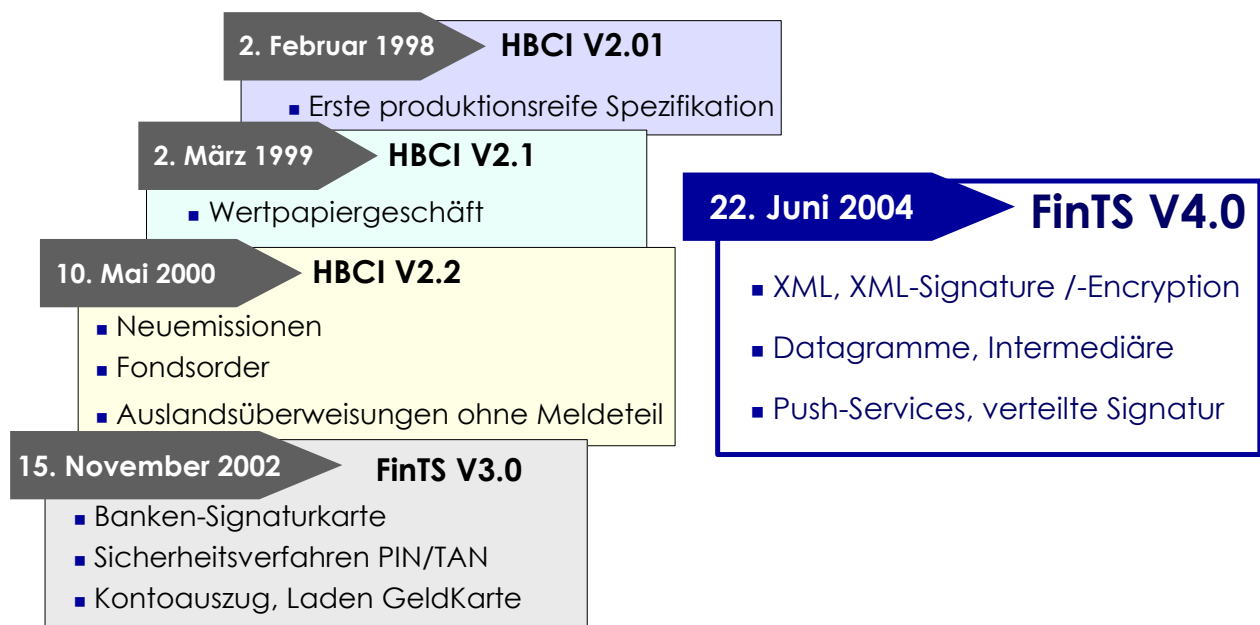 2. Februar 1998
HBCI V2.01
Erste produktionsreife Spezifikation
2. März 1999
HBCI V2.1
Wertpapiergeschäft
10. Mai 2000
HBCI V2.2
Neuemissionen
Fondsorder
Auslandsüberweisungen ohne Meldeteil
15. November 2002
FinTS V3.0
Banken-Signaturkarte
Sicherheitsverfahren PIN/TAN
Kontoauszug, Laden GeldKarte
22. Juni 2004
FinTS V4.0
XML, XML-Signature /-Encryption
Datagramme, Intermediäre
Push-Services, verteilte Signatur